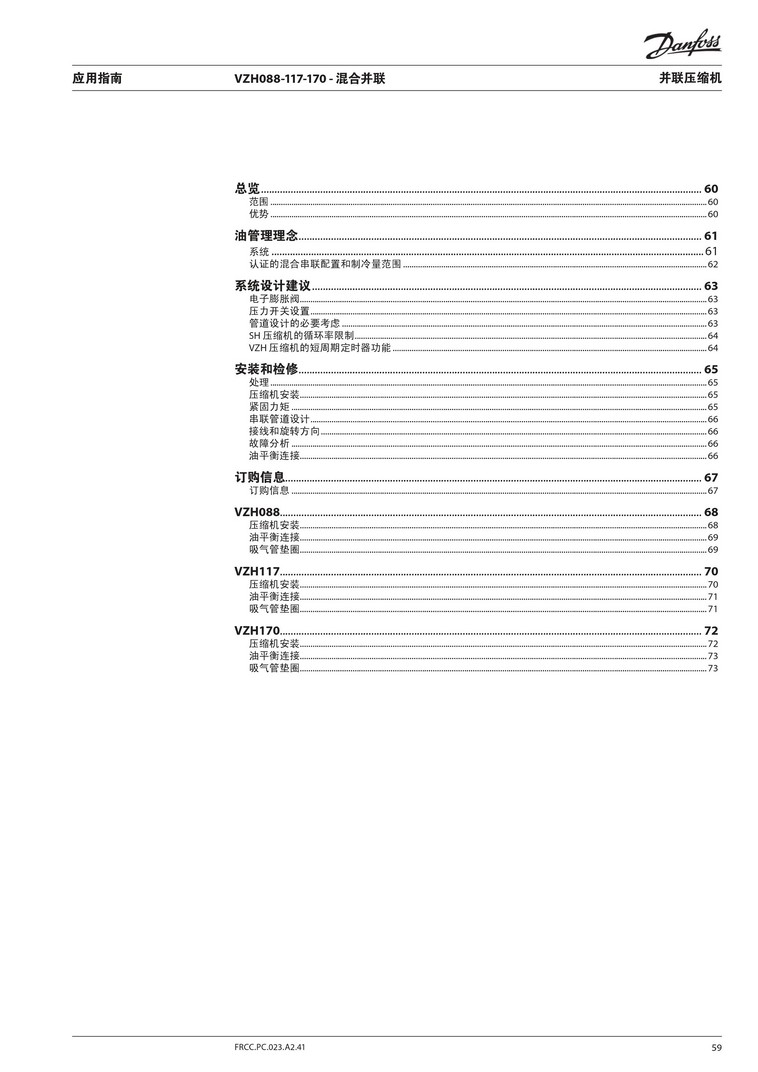 Danfoss
应用指南 VZH088-117-170 - 混合并联 并联压缩机
总览 60
范围 60
优势 60
油管理理念 61
系统 61
认证的混合串联配置和制冷量范围 62
系统设计建议 63
电子膨胀阀 63
压力开关设置 63
管道设计的必要考虑 63
SH 压缩机的循环率限制 64
VZH 压缩机的短周期定时器功能 64
安装和检修 65
处理 65
压缩机安装 65
紧固力矩 65
串联管道设计 66
接线和旋转方向 66
故障分析 66
油平衡连接 66
订购信息 67
订购信息 67
VZH088 68
压缩机安装 68
油平衡连接 69
吸气管垫圈 69
VZH117 70
压缩机安装 70
油平衡连接 71
吸气管垫圈 71
VZH170 72
压缩机安装 72
油平衡连接 73
吸气管垫圈 73
FRCC.PC.023.A2.41 59